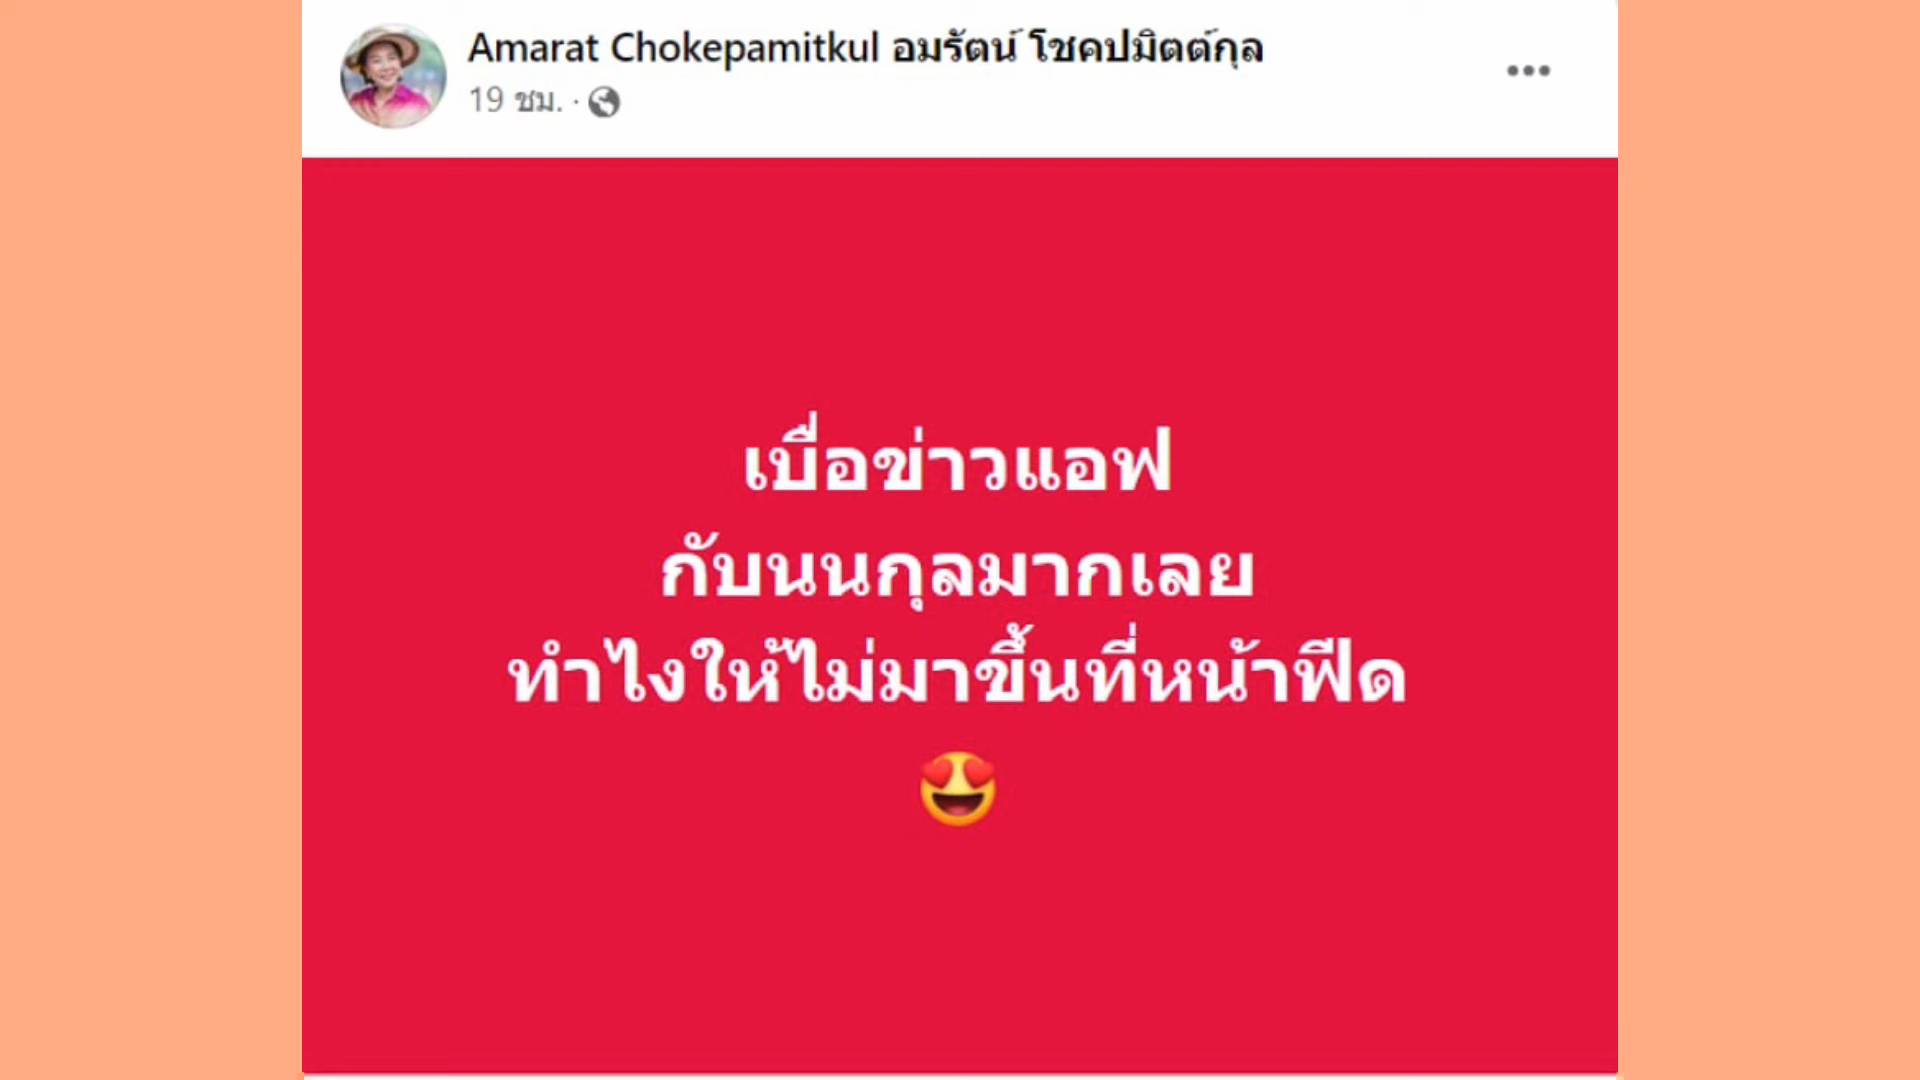 Amarat Chokepamitkul อมรัตน์ โชคปมิตต์กุล
19 ชม. ·
เบื่อข่าวแอฟ
กับนนกุลมากเลย
ทำไงให้ไม่มาขึ้นที่หน้าฟีด
😍